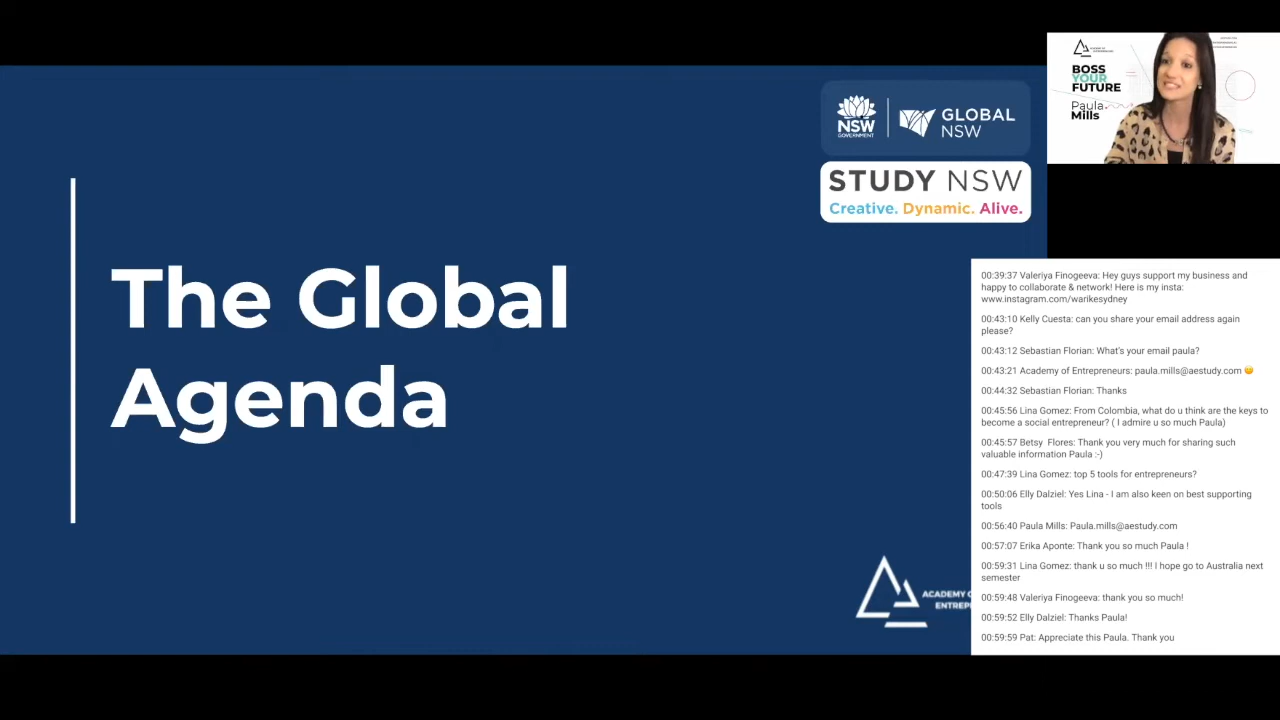 NSW
GOVERNMENT
GLOBAL
NSW
STUDY NSW
Creative. Dynamic. Alive.
The Global
Agenda
ACADEMY
ENTREP
BOSS
YOUR
FUTURE
Paula
Mills
00:39:37 Valeriya Finogeeva: Hey guys support my business and
happy to collaborate & network! Here is my insta:
www.instagram.com/warikesydney
00:43:10 Kelly Cuesta: can you share your email address again
please?
00:43:12 Sebastian Florian: What's your email paula?
00:43:21 Academy of Entrepreneurs: paula.mills@aestudy.com 😀
00:44:32 Sebastian Florian: Thanks
00:45:56 Lina Gomez: From Colombia, what do u think are the keys to
become a social entrepreneur? ( I admire u so much Paula)
00:45:57 Betsy Flores: Thank you very much for sharing such
valuable information Paula :-)
00:47:39 Lina Gomez: top 5 tools for entrepreneurs?
00:50:06 Elly Dalziel: Yes Lina - I am also keen on best supporting
tools
00:56:40 Paula Mills: Paula.mills@aestudy.com
00:57:07 Erika Aponte: Thank you so much Paula !
00:59:31 Lina Gomez: thank u so much !!! I hope go to Australia next
semester
00:59:48 Valeriya Finogeeva: thank you so much!
00:59:52 Elly Dalziel: Thanks Paula!
00:59:59 Pat: Appreciate this Paula. Thank you